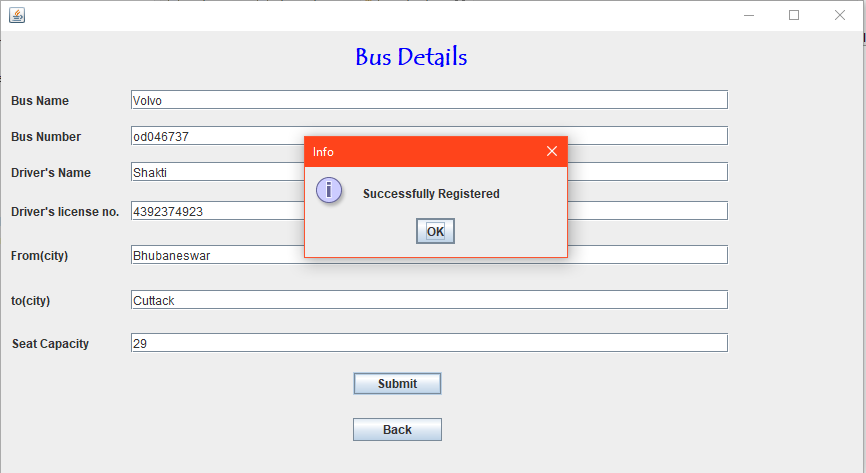 Bus Details
Bus Name Volvo
Bus Number od046737
Info
Driver's Name Shakti
Successfully Registered
Driver's license no. 4392374923
OK
From(city) Bhubaneswar
to(city) Cuttack
Seat Capacity 29
Submit
Back